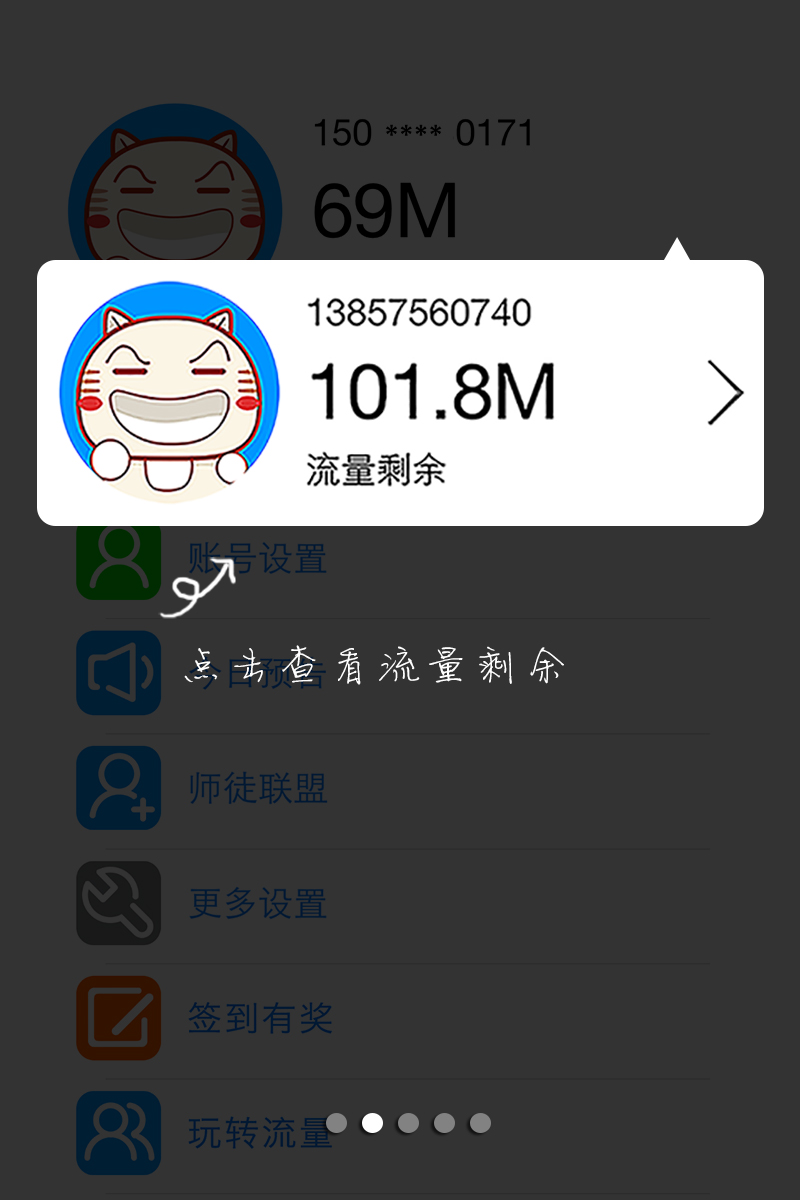 150 **** 0171
69M
13857560740
101.8M
流量剩余
账号设置
点击查看流量剩余
今日预告
师徒联盟
更多设置
签到有奖
玩转流量